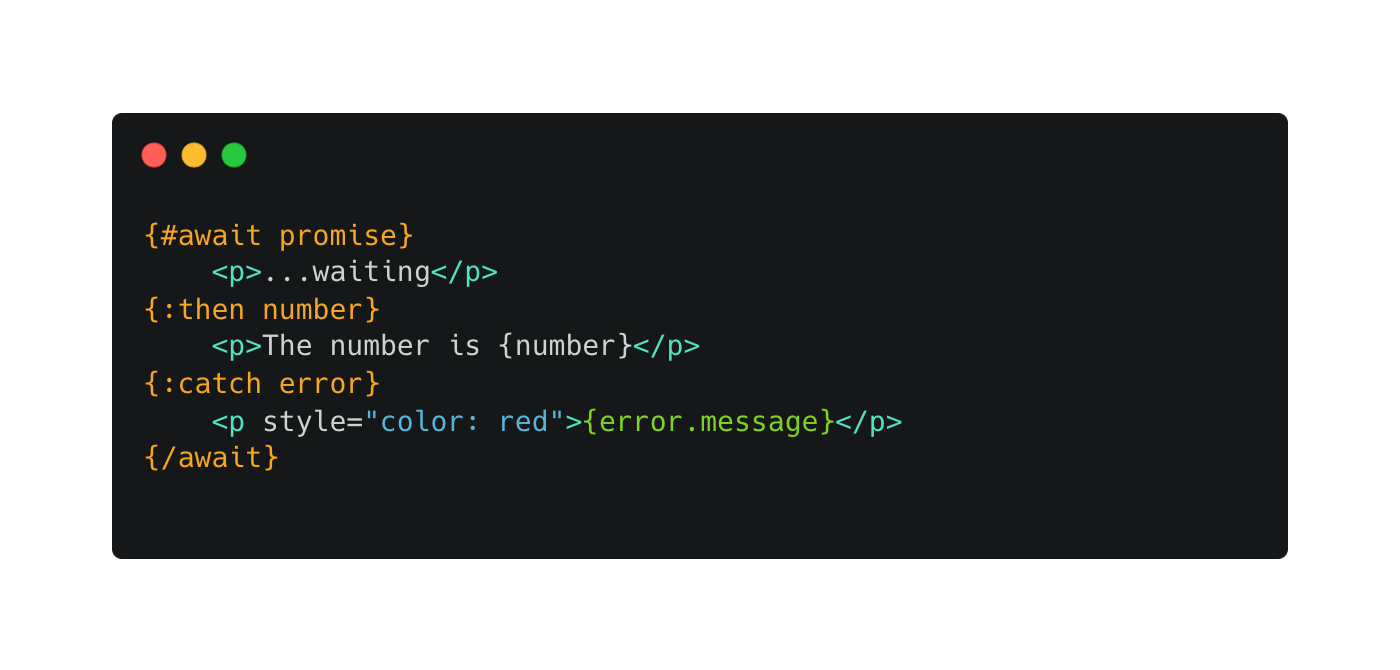 {#await promise}
    <p>...waiting</p>
{:then number}
    <p>The number is {number}</p>
{:catch error}
    <p style="color: red">{error.message}</p>
{/await}